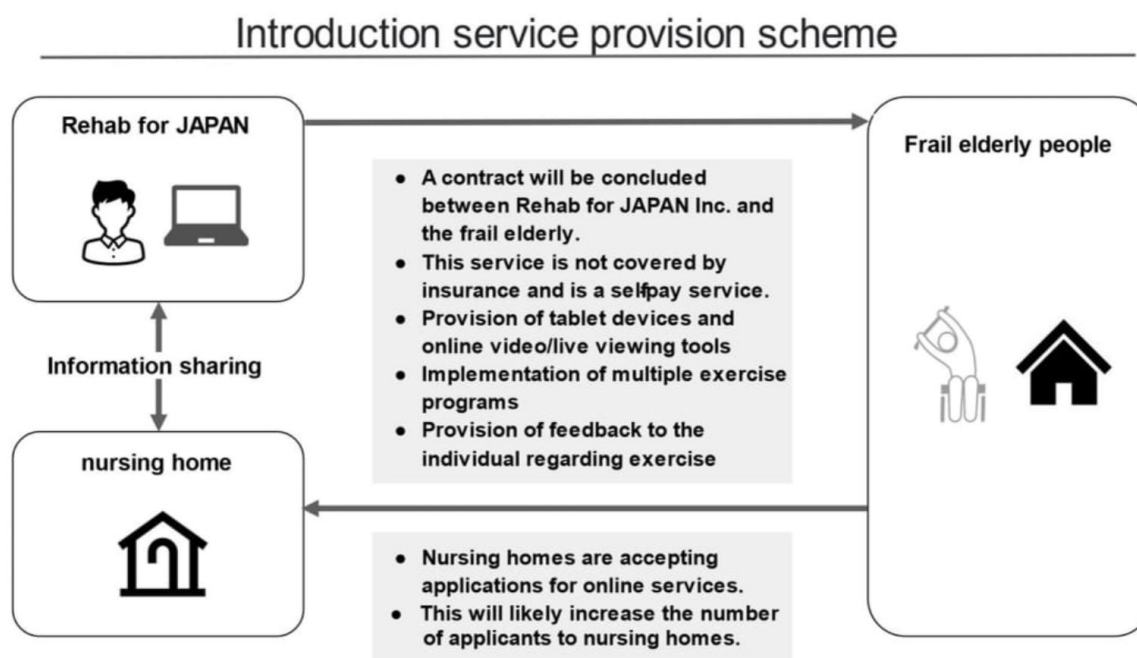 Introduction service provision scheme
Rehab for JAPAN
Frail elderly people
● A contract will be concluded
between Rehab for JAPAN Inc. and
the frail elderly.
● This service is not covered by
insurance and is a selfpay service.
● Provision of tablet devices and
online video/live viewing tools
● Implementation of multiple exercise
programs
● Provision of feedback to the
individual regarding exercise
Information sharing
nursing home
● Nursing homes are accepting
applications for online services.
● This will likely increase the number
of applicants to nursing homes.